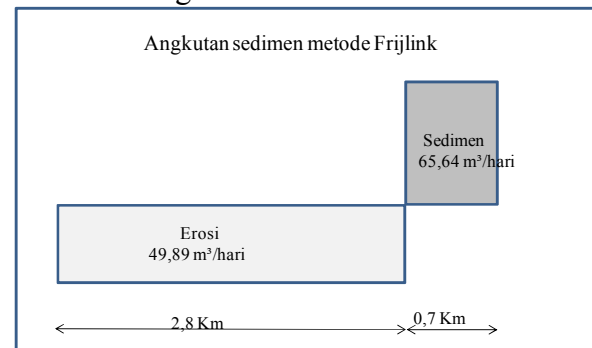 Angkutan sedimen metode Frijlink
Sedimen
65,64 m³/hari
Erosi
49,89 m³/hari
2,8 Km
0,7 Km